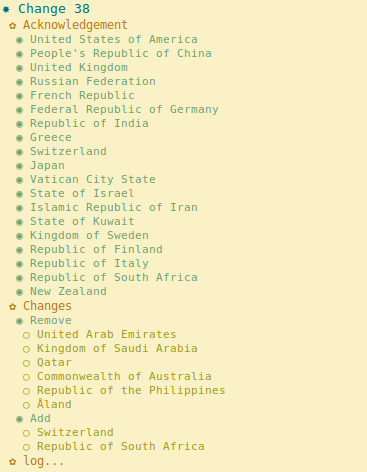 Change 38
Acknowledgement
United States of America
People's Republic of China
United Kingdom
Russian Federation
French Republic
Federal Republic of Germany
Republic of India
Greece
Switzerland
Japan
Vatican City State
State of Israel
Islamic Republic of Iran
State of Kuwait
Kingdom of Sweden
Republic of Finland
Republic of Italy
Republic of South Africa
New Zealand
Changes
Remove
United Arab Emirates
Kingdom of Saudi Arabia
Qatar
Commonwealth of Australia
Republic of the Philippines
Åland
Add
Switzerland
Republic of South Africa
log...